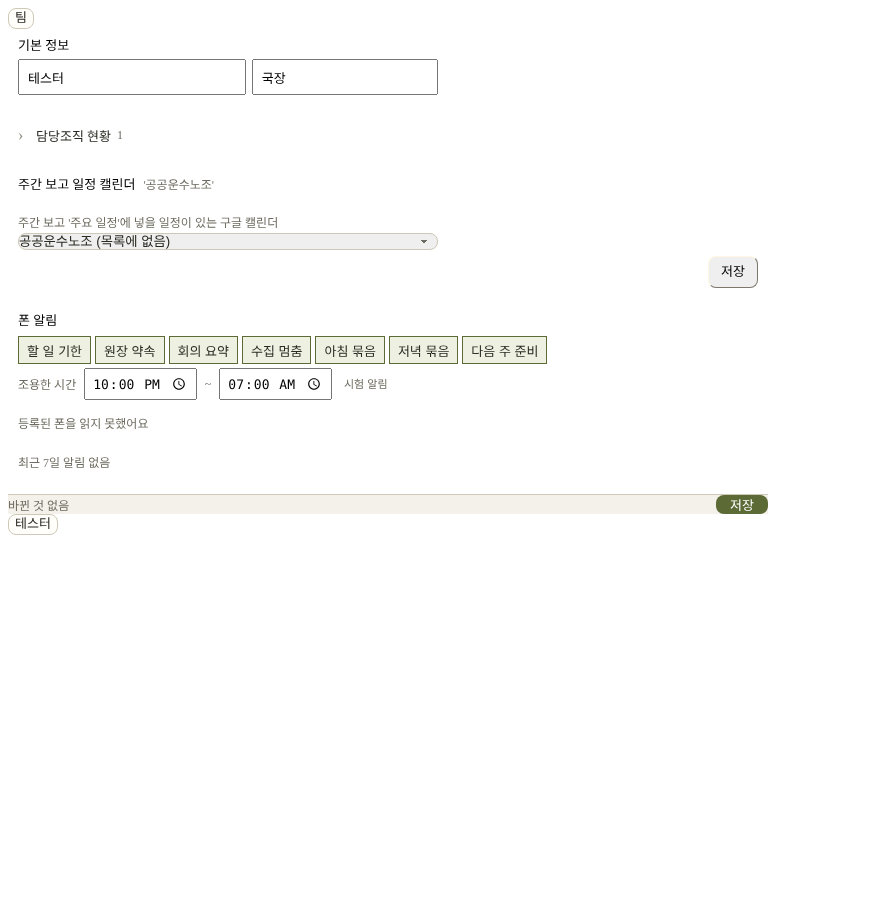 팀
기본 정보
테스터 국장
› 담당조직 현황 1
주간 보고 일정 캘린더 '공공운수노조'
주간 보고 '주요 일정'에 넣을 일정이 있는 구글 캘린더
공공운수노조 (목록에 없음)
저장
폰 알림
할 일 기한 원장 약속 회의 요약 수집 멈춤 아침 묶음 저녁 묶음 다음 주 준비
조용한 시간 10:00 PM ~ 07:00 AM 시험 알림
등록된 폰을 읽지 못했어요
최근 7일 알림 없음
바뀐 것 없음 저장
테스터